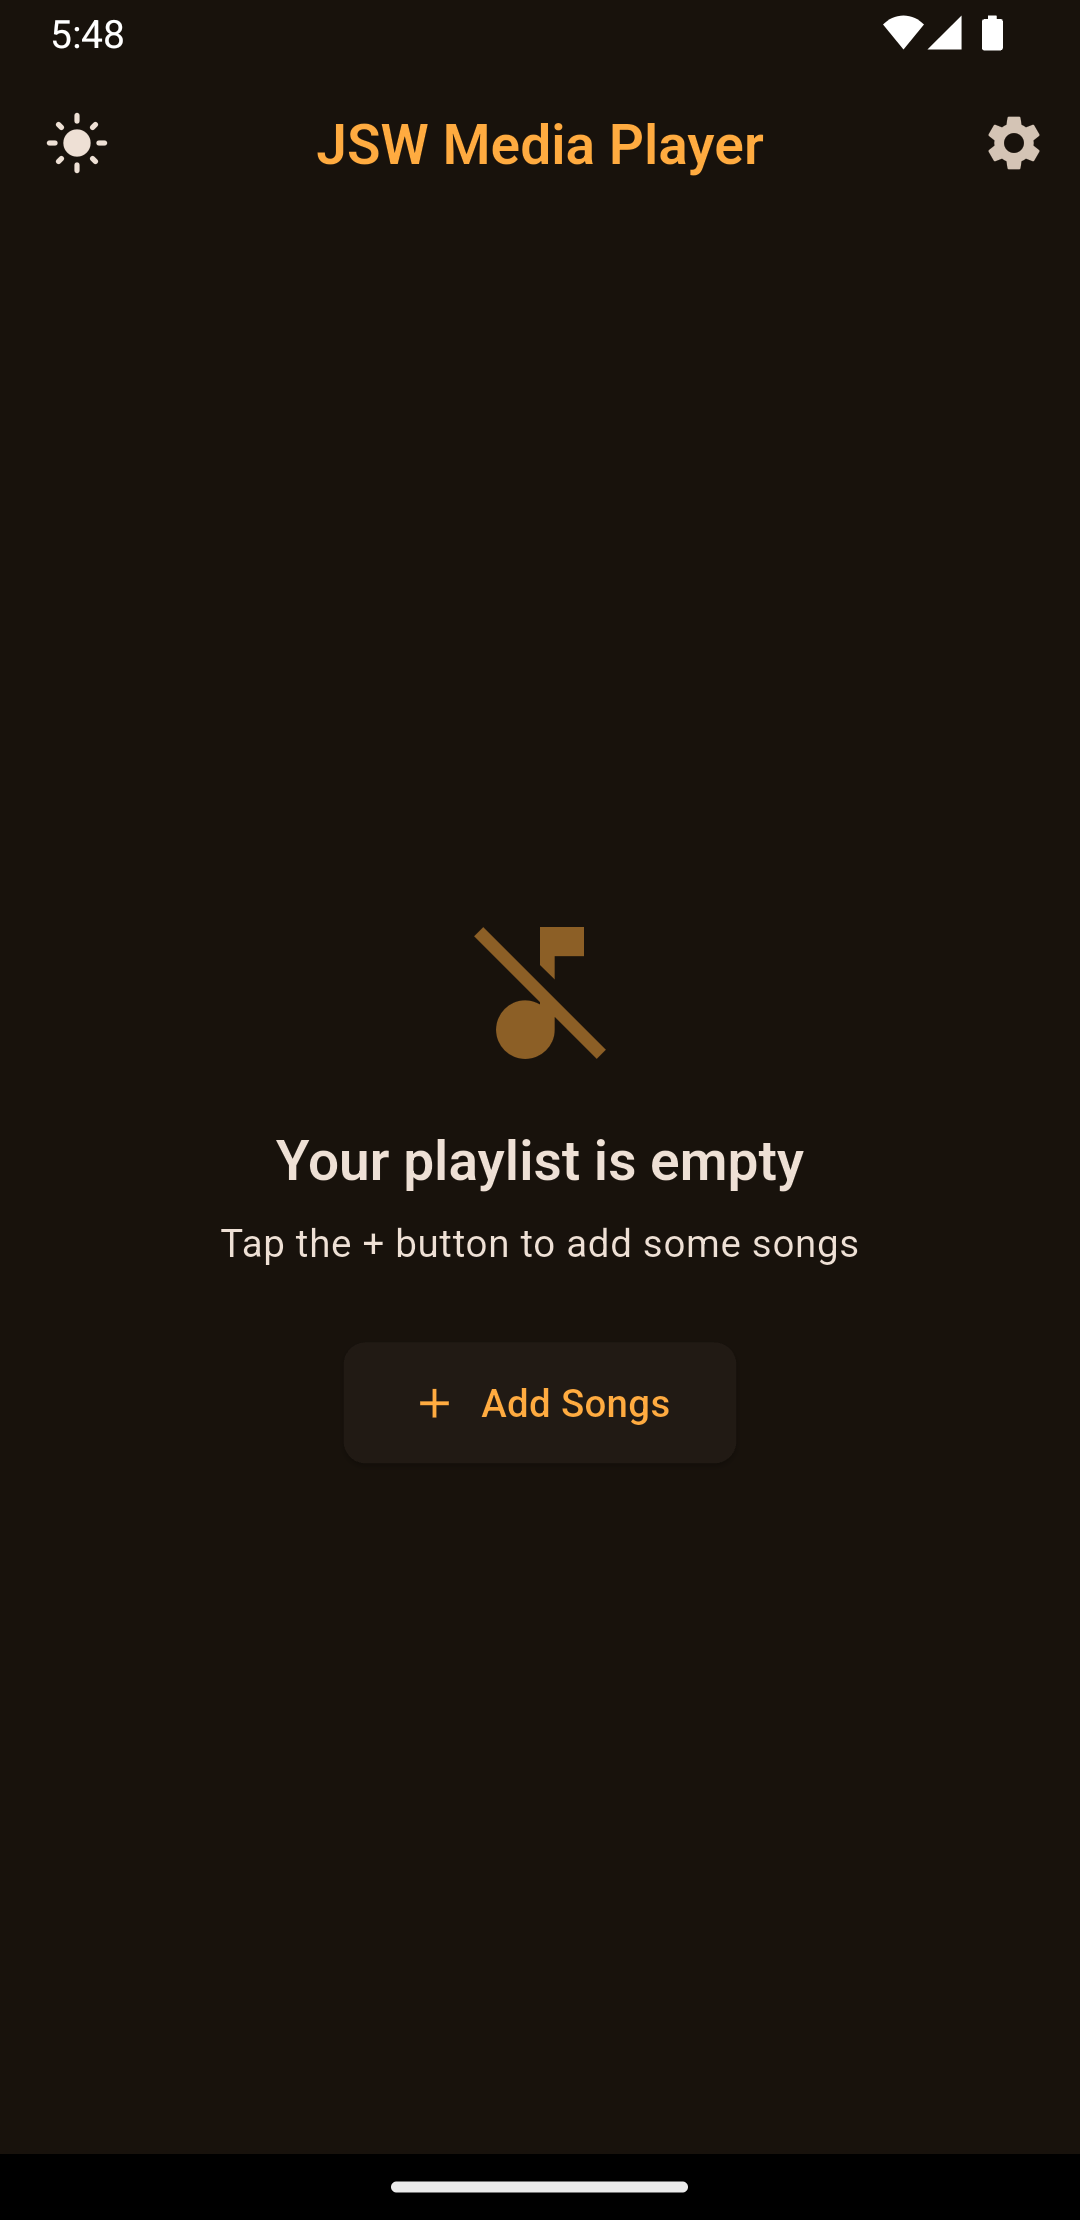 5:48
JSW Media Player
Your playlist is empty
Tap the + button to add some songs
+ Add Songs